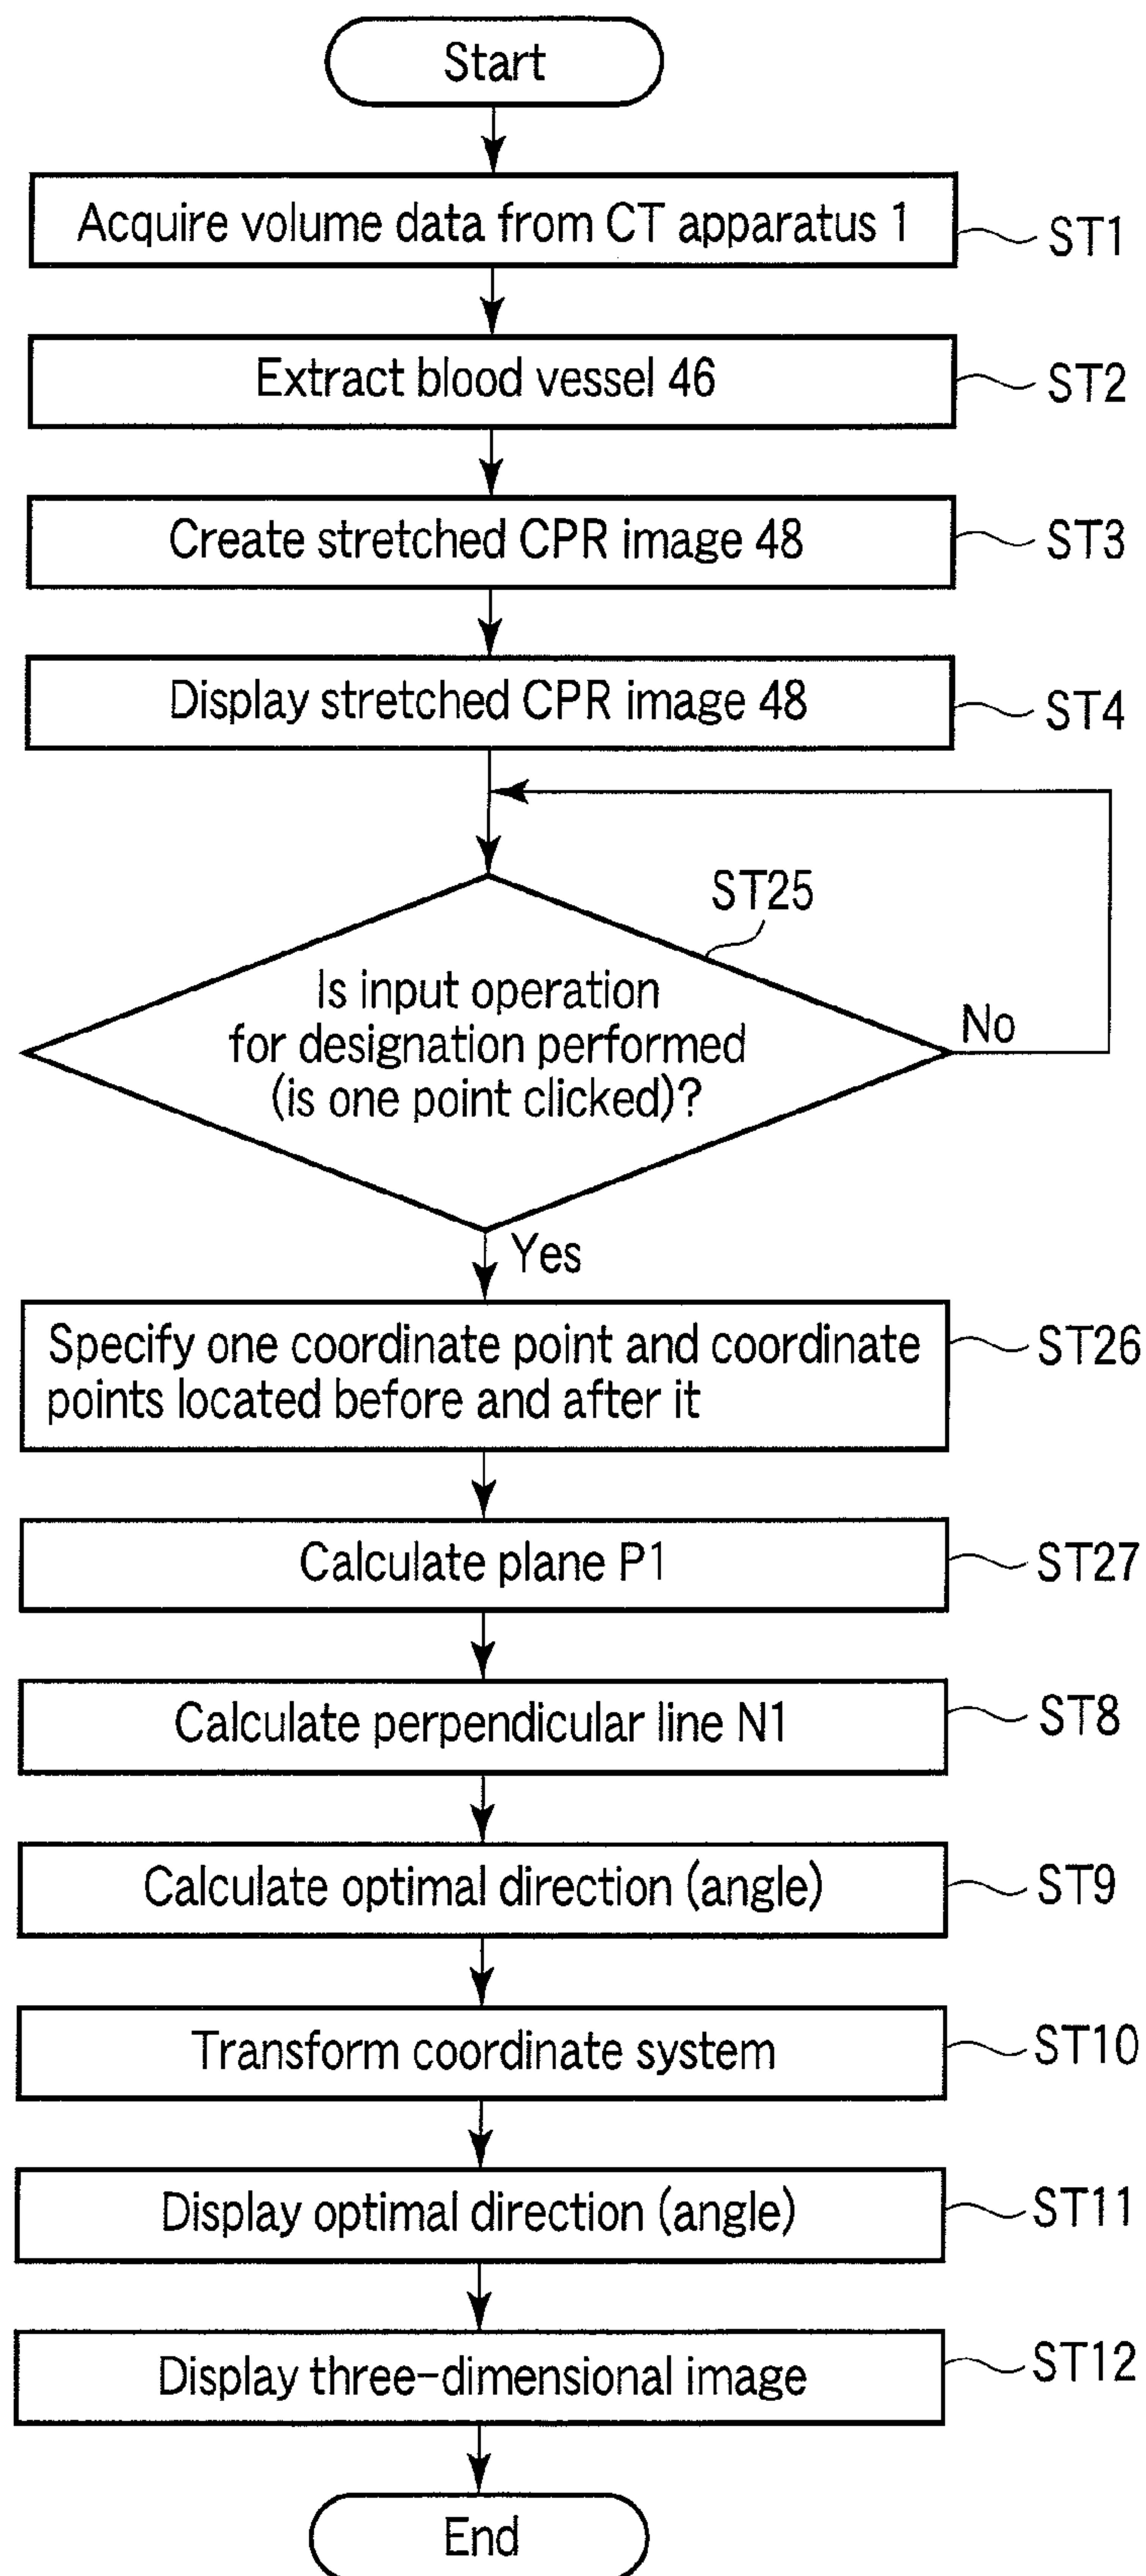 Start
Acquire volume data from CT apparatus 1
ST1
Extract blood vessel 46
ST2
Create stretched CPR image 48
ST3
Display stretched CPR image 48
ST4
ST25
Is input operation
for designation performed
(is one point clicked)?
No
Yes
Specify one coordinate point and coordinate
points located before and after it
ST26
Calculate plane P1
ST27
Calculate perpendicular line N1
ST8
Calculate optimal direction (angle)
ST9
Transform coordinate system
ST10
Display optimal direction (angle)
ST11
Display three-dimensional image
ST12
End